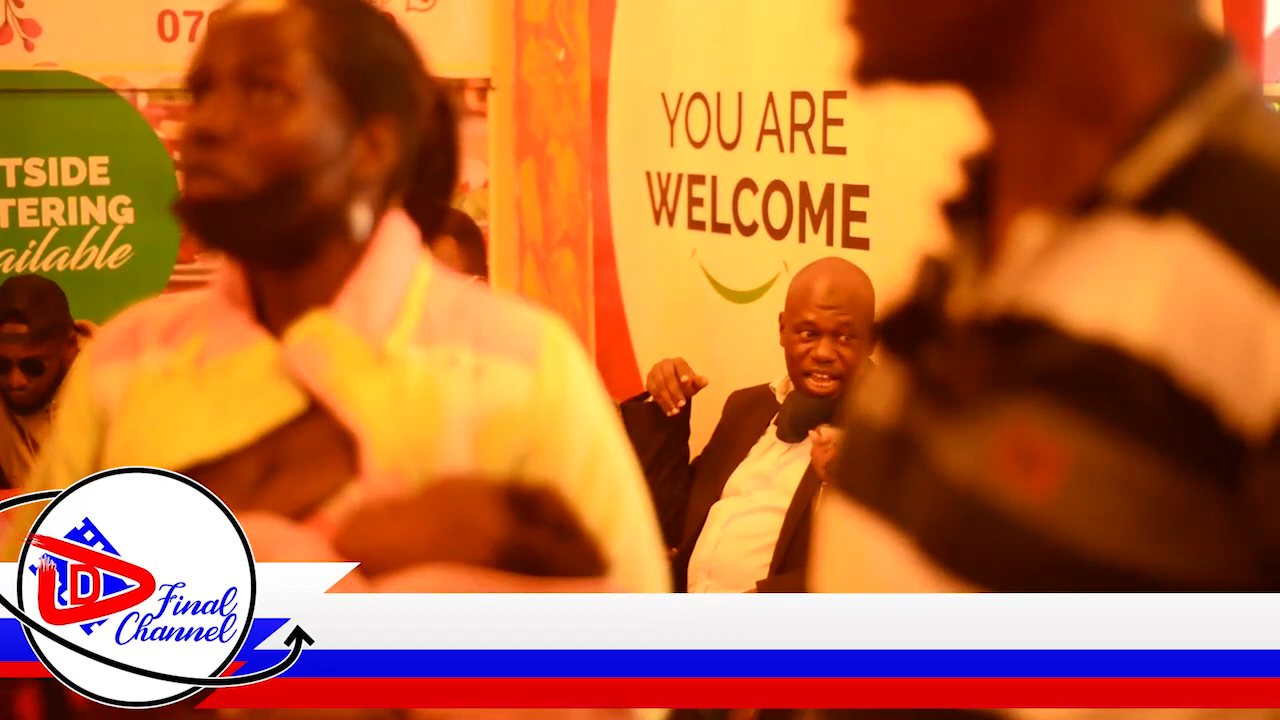 07
TSIDE
TERING
ailable
YOU ARE
WELCOME
D
Final
Channel